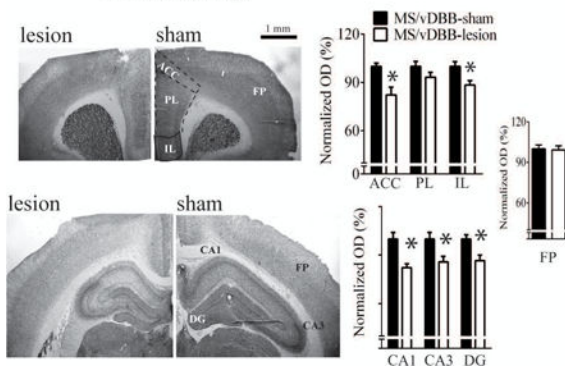 lesion sham
1 mm
ACC
PL
FP
IL
MS/vDBB-sham
MS/vDBB-lesion
Normalized OD (%)
120
90
60
0
* *
ACC PL IL
Normalized OD (%)
120
90
60
FP
lesion sham
CA1
FP
DG
CA3
Normalized OD (%)
* * *
CA1 CA3 DG